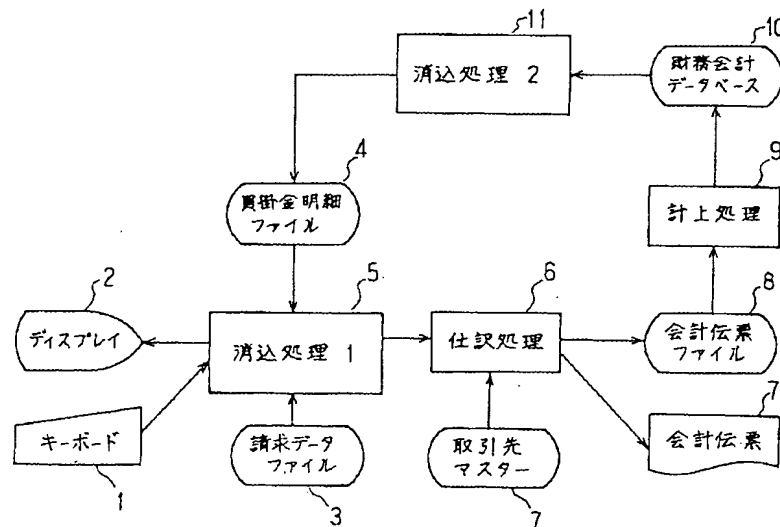 11
消込処理 2
10
財務会計
データベース
9
計上処理
4
買掛金明細
ファイル
2
ディスプレイ
5
消込処理 1
6
仕訳処理
8
会計伝票
ファイル
7
会計伝票
キーボード
1
請求データ
ファイル
3
取引先
マスター
7